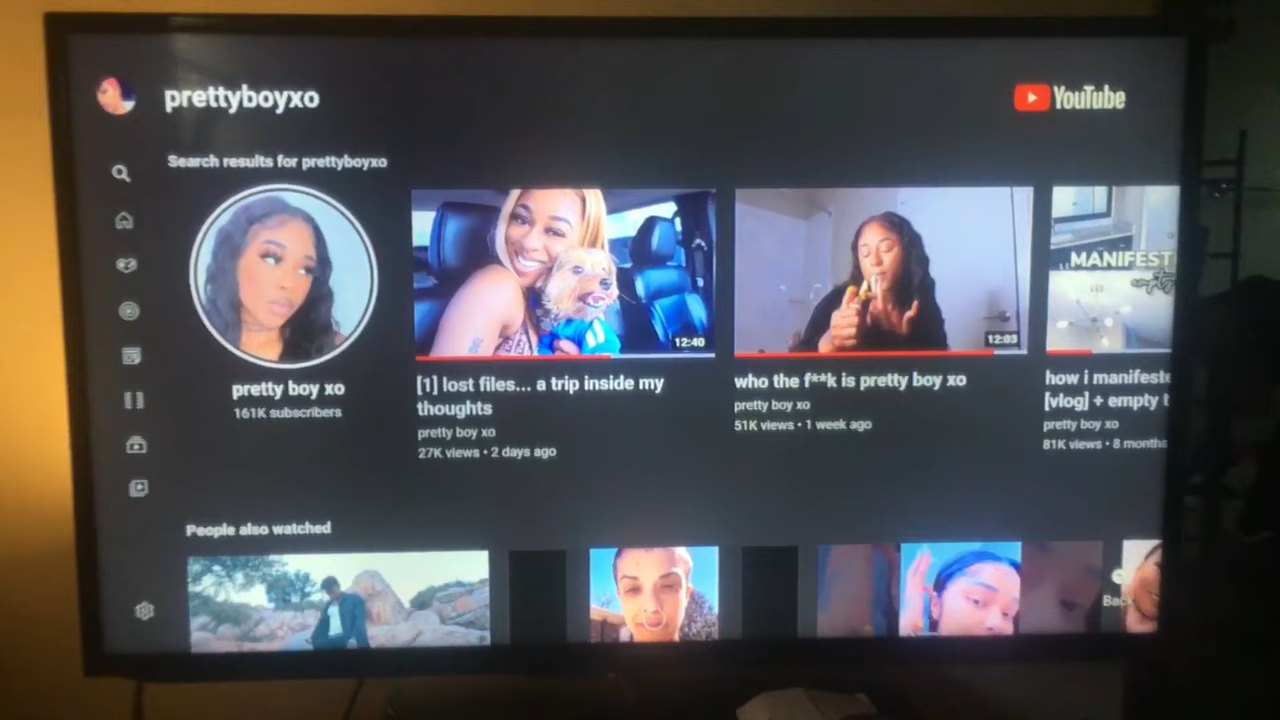 prettyboyxo
YouTube
Search results for prettyboyxo
MANIFEST
12:40
12:03
pretty boy xo
161K subscribers
[1] lost files... a trip inside my
thoughts
pretty boy xo
27K views • 2 days ago
who the f**k is pretty boy xo
pretty boy xo
51K views • 1 week ago
how i manifeste
[vlog] + empty t
pretty boy xo
81K views • 8 months
People also watched
Back